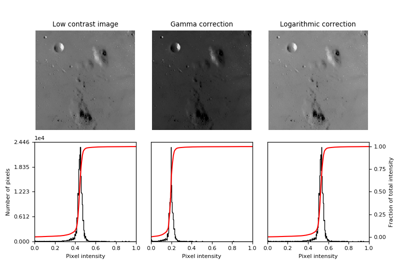 Low contrast image
Gamma correction
Logarithmic correction
1e4
2.446
1.835
1.223
0.612
0.000
Number of pixels
0.0 0.2 0.4 0.6 0.8 1.0
Pixel intensity
0.0 0.2 0.4 0.6 0.8 1.0
Pixel intensity
0.0 0.2 0.4 0.6 0.8 1.0
Pixel intensity
1.00
0.75
0.50
0.25
0.00
Fraction of total intensity